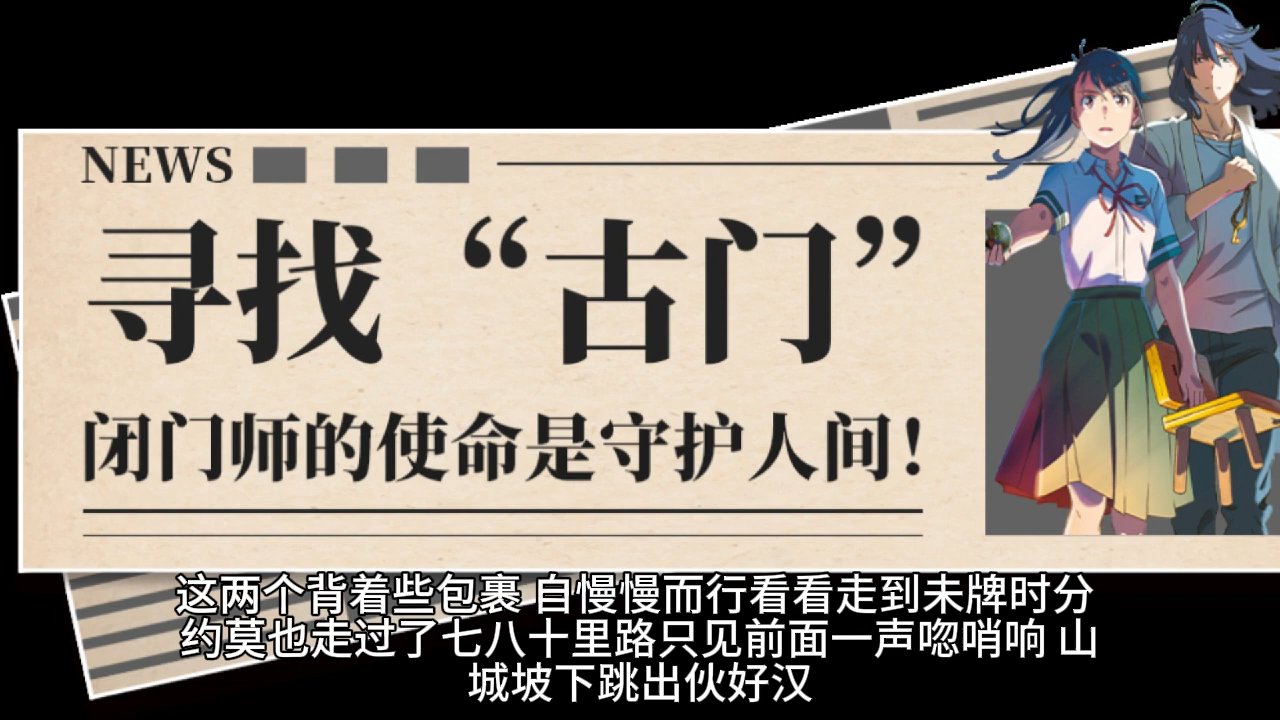 NEWS
寻找“古门”
闭门师的使命是守护人间!
这两个背着些包裹 自慢慢而行看看走到未牌时分
约莫也走过了七八十里路只见前面一声唿哨响 山
城坡下跳出伙好汉